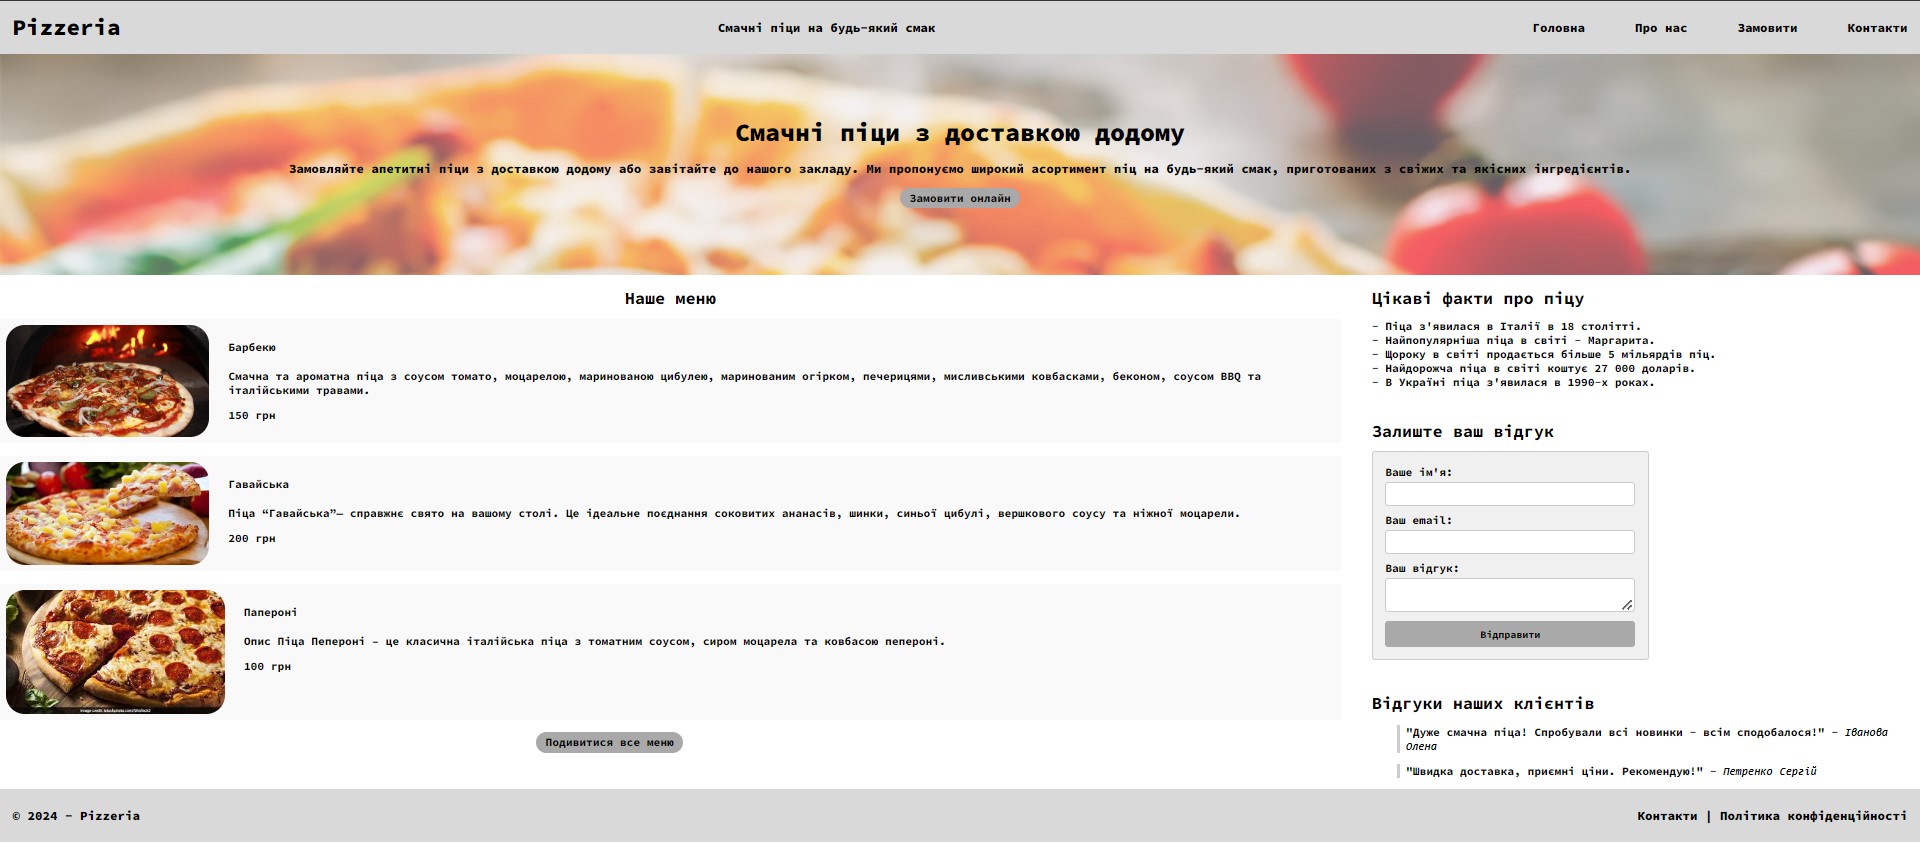 Pizzeria
Смачні піци на будь-який смак
Головна
Про нас
Замовити
Контакти
Смачні піци з доставкою додому
Замовляйте апетитні піци з доставкою додому або завітайте до нашого закладу. Ми пропонуємо широкий асортимент піц на будь-який смак, приготованих з свіжих та якісних інгредієнтів.
Замовити онлайн
Наше меню
Барбекю
Смачна та ароматна піца з соусом томато, моцарелою, маринованою цибулею, маринованим огірком, печерицями, мисливськими ковбасками, беконом, соусом BBQ та
італійськими травами.
150 грн
Гавайська
Піца “Гавайська”— справжнє свято на вашому столі. Це ідеальне поєднання соковитих ананасів, шинки, синьої цибулі, вершкового соусу та ніжної моцарели.
200 грн
Папероні
Опис Піца Пепероні – це класична італійська піца з томатним соусом, сиром моцарела та ковбасою пепероні.
100 грн
Подивитися все меню
Цікаві факти про піцу
- Піца з'явилася в Італії в 18 столітті.
- Найпопулярніша піца в світі - Маргарита.
- Щороку в світі продається більше 5 мільярдів піц.
- Найдорожча піца в світі коштує 27 000 доларів.
- В Україні піца з'явилася в 1990-х роках.
Залиште ваш відгук
Ваше ім'я:
Ваш email:
Ваш відгук:
Відправити
Відгуки наших клієнтів
"Дуже смачна піца! Спробували всі новинки - всім сподобалося!" - Іванова
Олена
"Швидка доставка, приємні ціни. Рекомендую!" - Петренко Сергій
© 2024 - Pizzeria
Контакти | Політика конфіденційності